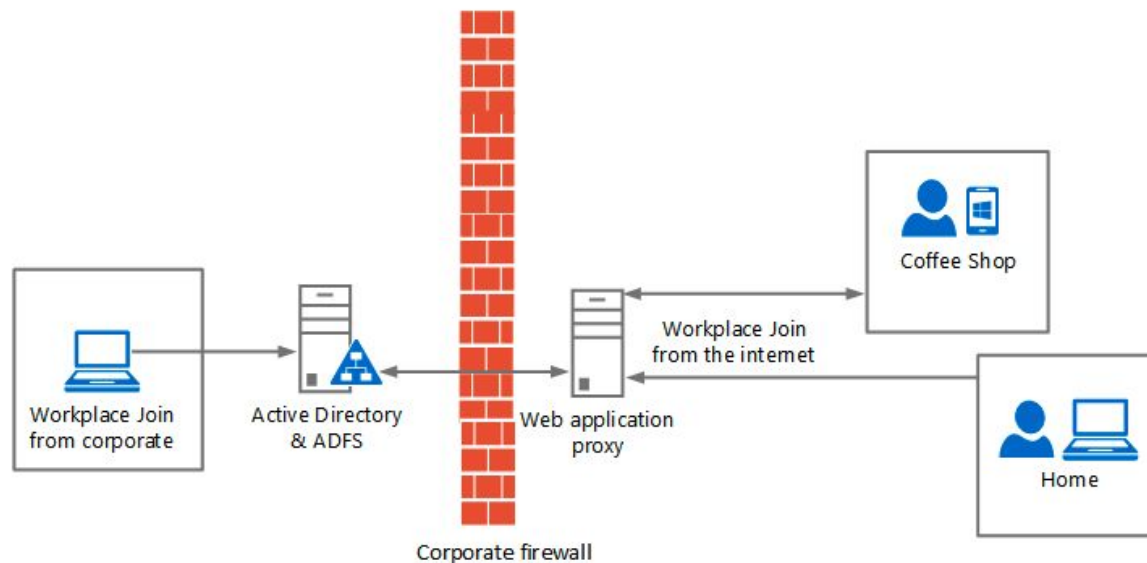 Workplace Join
from corporate
Active Directory
& ADFS
Corporate firewall
Web application
proxy
Workplace Join
from the internet
Coffee Shop
Home